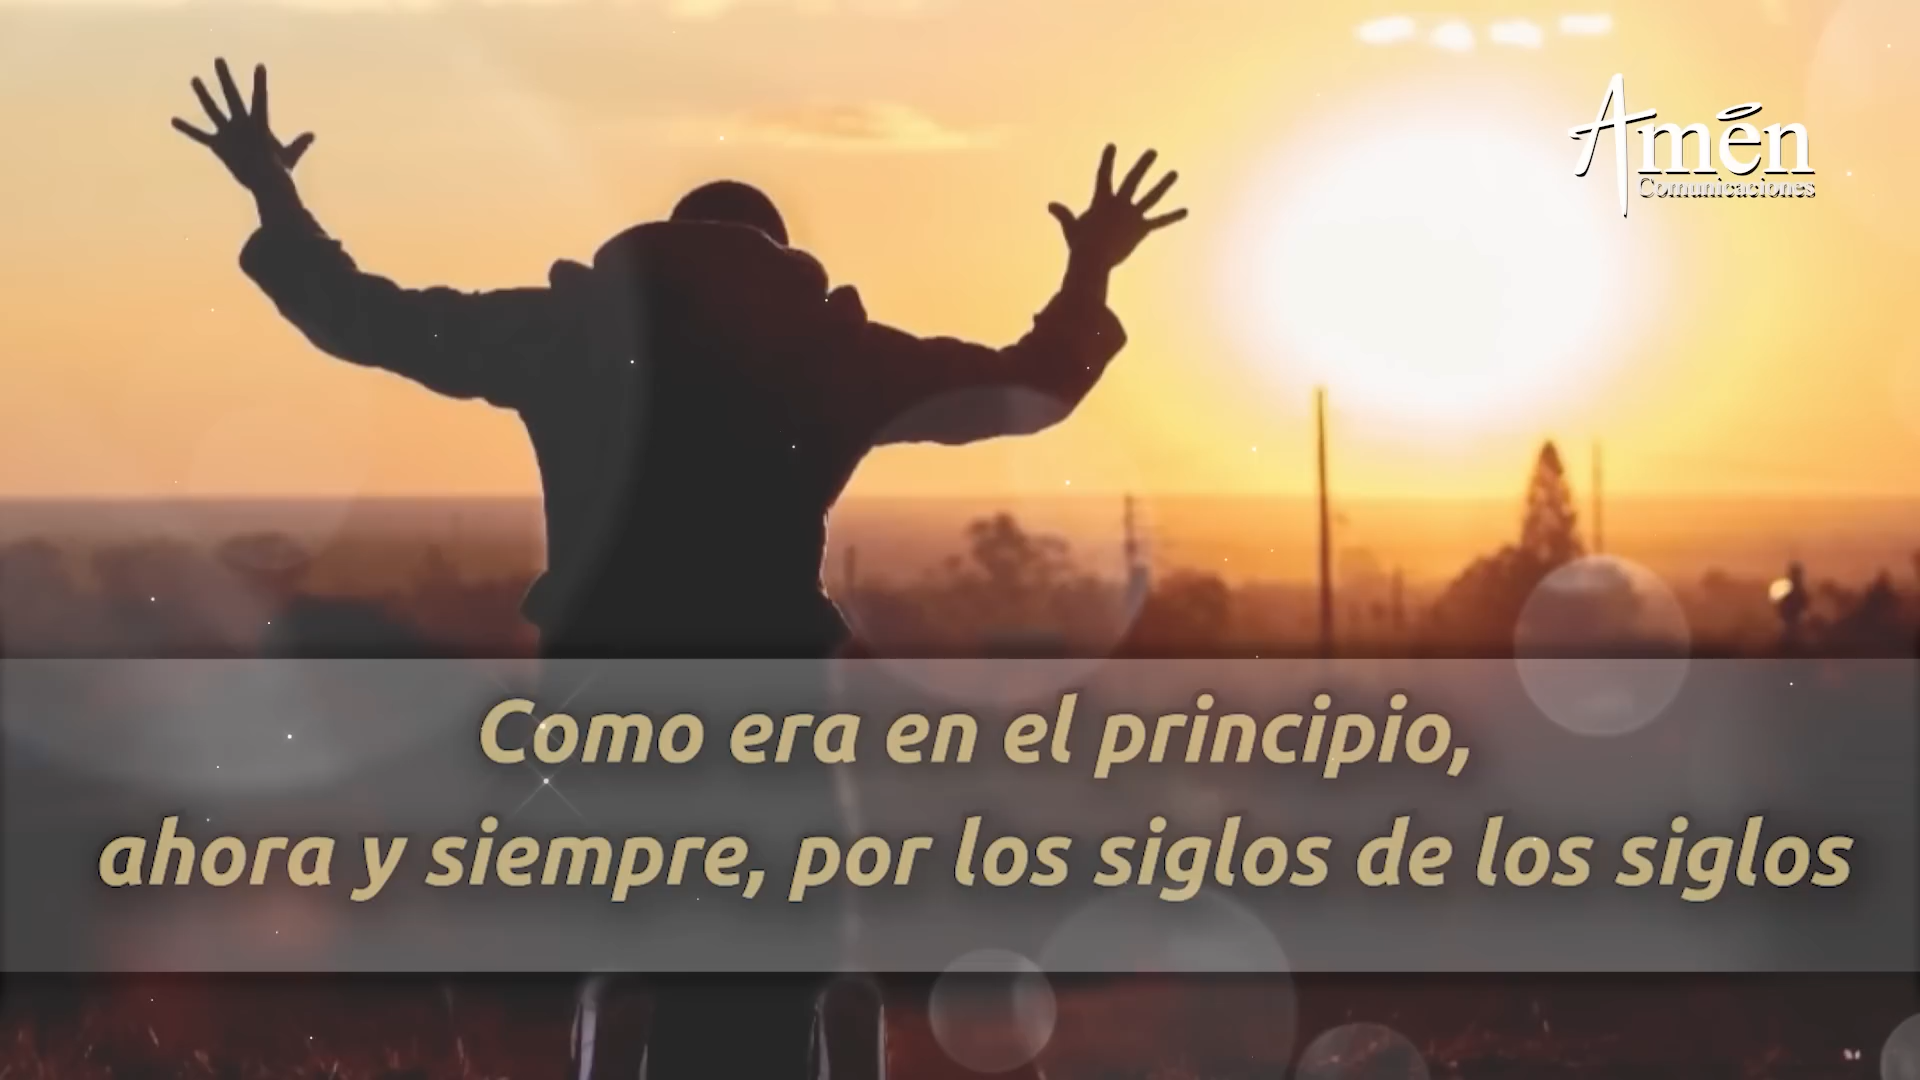 Amén
Comunicaciones
Como era en el principio,
ahora y siempre, por los siglos de los siglos